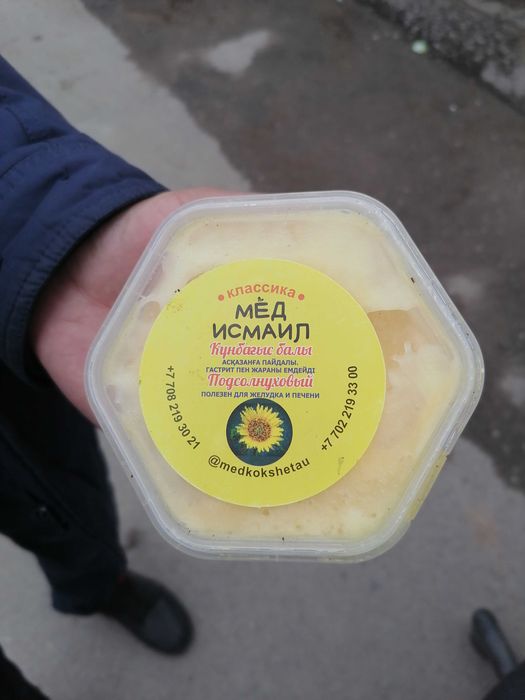 • классика •
МЁД
ИСМАИЛ
Күнбағыс балы
АСҚАЗАНҒА ПАЙДАЛЫ.
ГАСТРИТ ПЕН ЖАРАНЫ ЕМДЕЙДІ
Подсолнуховый
ПОЛЕЗЕН ДЛЯ ЖЕЛУДКА И ПЕЧЕНИ
+7 708 219 30 21
@medkokshetau
+7 702 219 33 00